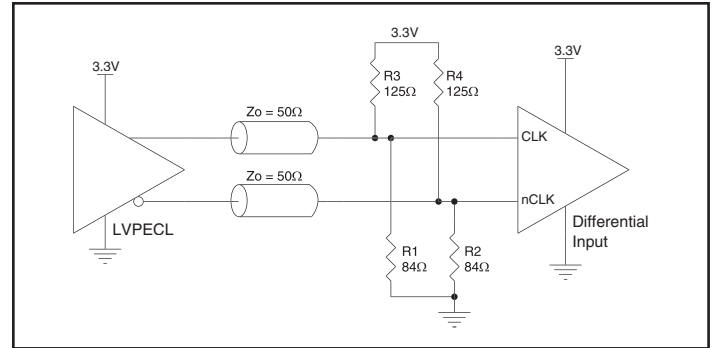 3.3V
3.3V
3.3V
R3
125Ω
R4
125Ω
Zo = 50Ω
CLK
Zo = 50Ω
nCLK
LVPECL
Differential
Input
R1
84Ω
R2
84Ω